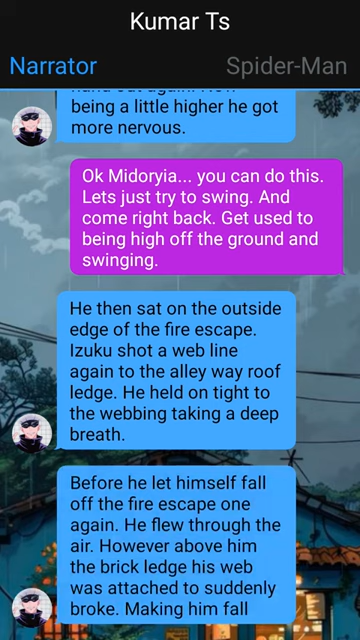 Kumar Ts
Narrator
Spider-Man
being a little higher he got
more nervous.
Ok Midoryia... you can do this.
Lets just try to swing. And
come right back. Get used to
being high off the ground and
swinging.
He then sat on the outside
edge of the fire escape.
Izuku shot a web line
again to the alley way roof
ledge. He held on tight to
the webbing taking a deep
breath.
Before he let himself fall
off the fire escape one
again. He flew through the
air. However above him
the brick ledge his web
was attached to suddenly
broke. Making him fall